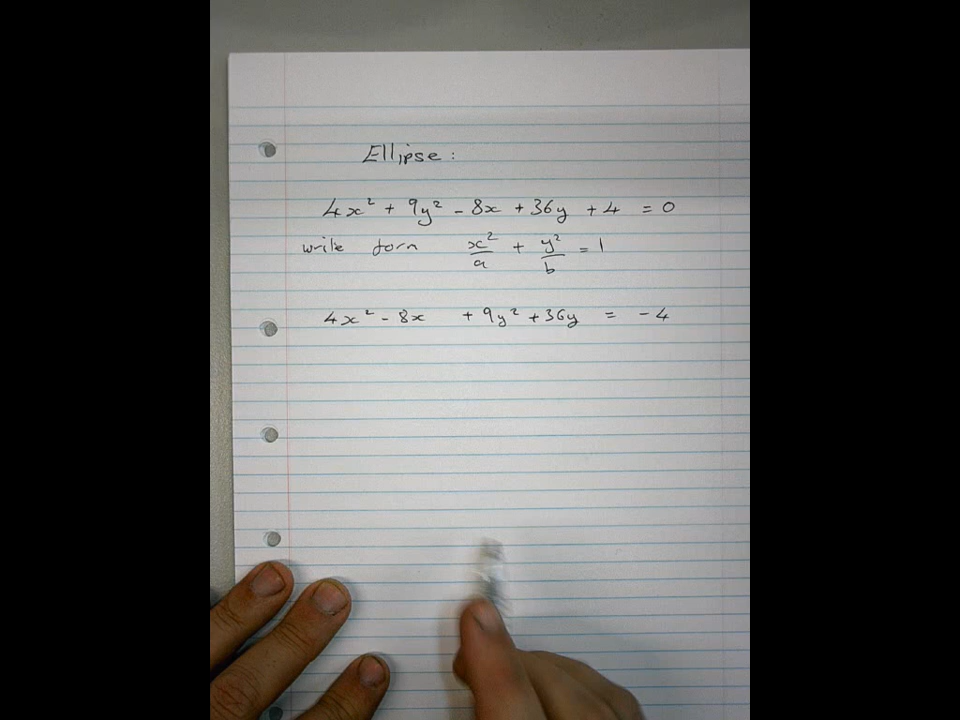 Ellipse:
4x² + 9y² - 8x + 36y + 4 = 0
write form x²/a + y²/b = 1
4x² - 8x + 9y² + 36y = -4